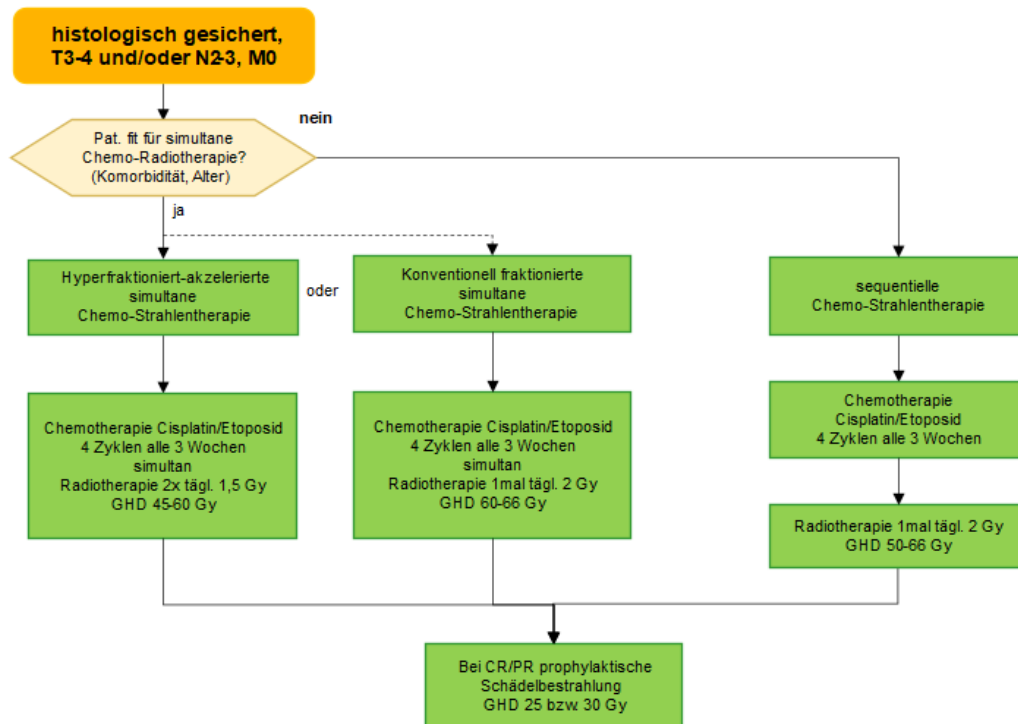 histologisch gesichert,
T3-4 und/oder N2-3, M0
nein
Pat. fit für simultane
Chemo-Radiotherapie?
(Komorbidität, Alter)
ja
Hyperfraktioniert-akzelerierte
simultane
Chemo-Strahlentherapie
oder
Konventionell fraktionierte
simultane
Chemo-Strahlentherapie
sequentielle
Chemo-Strahlentherapie
Chemotherapie Cisplatin/Etoposid
4 Zyklen alle 3 Wochen
simultan
Radiotherapie 2x tägl. 1,5 Gy
GHD 45-60 Gy
Chemotherapie Cisplatin/Etoposid
4 Zyklen alle 3 Wochen
simultan
Radiotherapie 1mal tägl. 2 Gy
GHD 60-66 Gy
Chemotherapie
Cisplatin/Etoposid
4 Zyklen alle 3 Wochen
Radiotherapie 1mal tägl. 2 Gy
GHD 50-66 Gy
Bei CR/PR prophylaktische
Schädelbestrahlung
GHD 25 bzw. 30 Gy